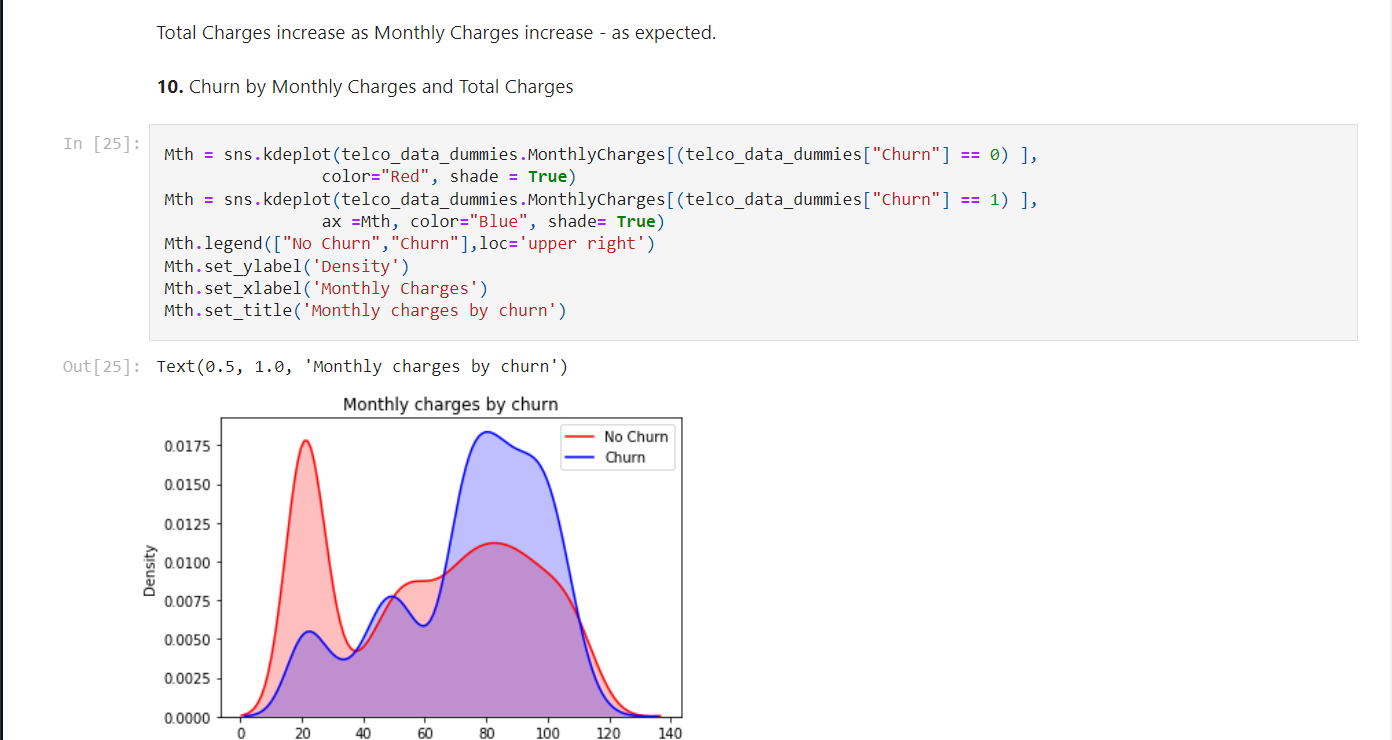 Total Charges increase as Monthly Charges increase - as expected.
10. Churn by Monthly Charges and Total Charges
In [25]:
Mth = sns.kdeplot(telco_data_dummies.MonthlyCharges[(telco_data_dummies["Churn"] == 0) ],
                color="Red", shade = True)
Mth = sns.kdeplot(telco_data_dummies.MonthlyCharges[(telco_data_dummies["Churn"] == 1) ],
                ax =Mth, color="Blue", shade= True)
Mth.legend(["No Churn","Churn"],loc='upper right')
Mth.set_ylabel('Density')
Mth.set_xlabel('Monthly Charges')
Mth.set_title('Monthly charges by churn')
Out[25]: Text(0.5, 1.0, 'Monthly charges by churn')
Monthly charges by churn
No Churn
Churn
0.0175
0.0150
0.0125
0.0100
0.0075
0.0050
0.0025
0.0000
Density
0 20 40 60 80 100 120 140